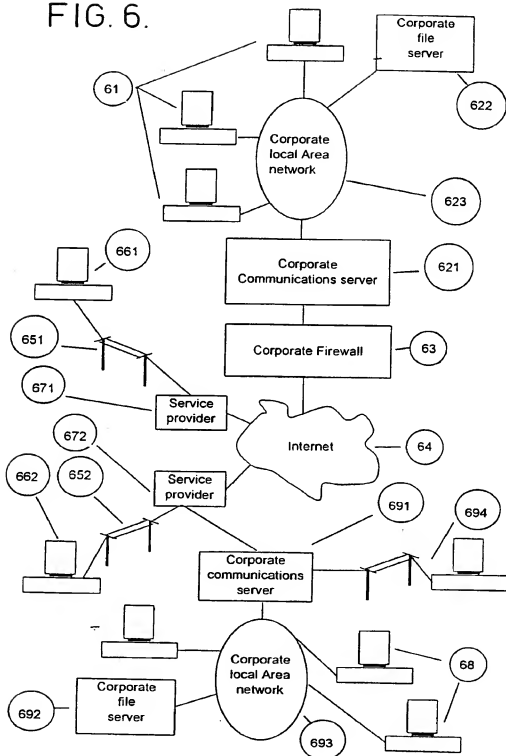 FIG. 6.
Corporate
file
server
61
622
Corporate
local Area
network
623
661
Corporate
Communications server
621
651
Corporate Firewall
63
671
Service
provider
672
Internet
64
662
652
Service
provider
691
694
Corporate
communications
server
Corporate
local Area
network
68
692
Corporate
file
server
693